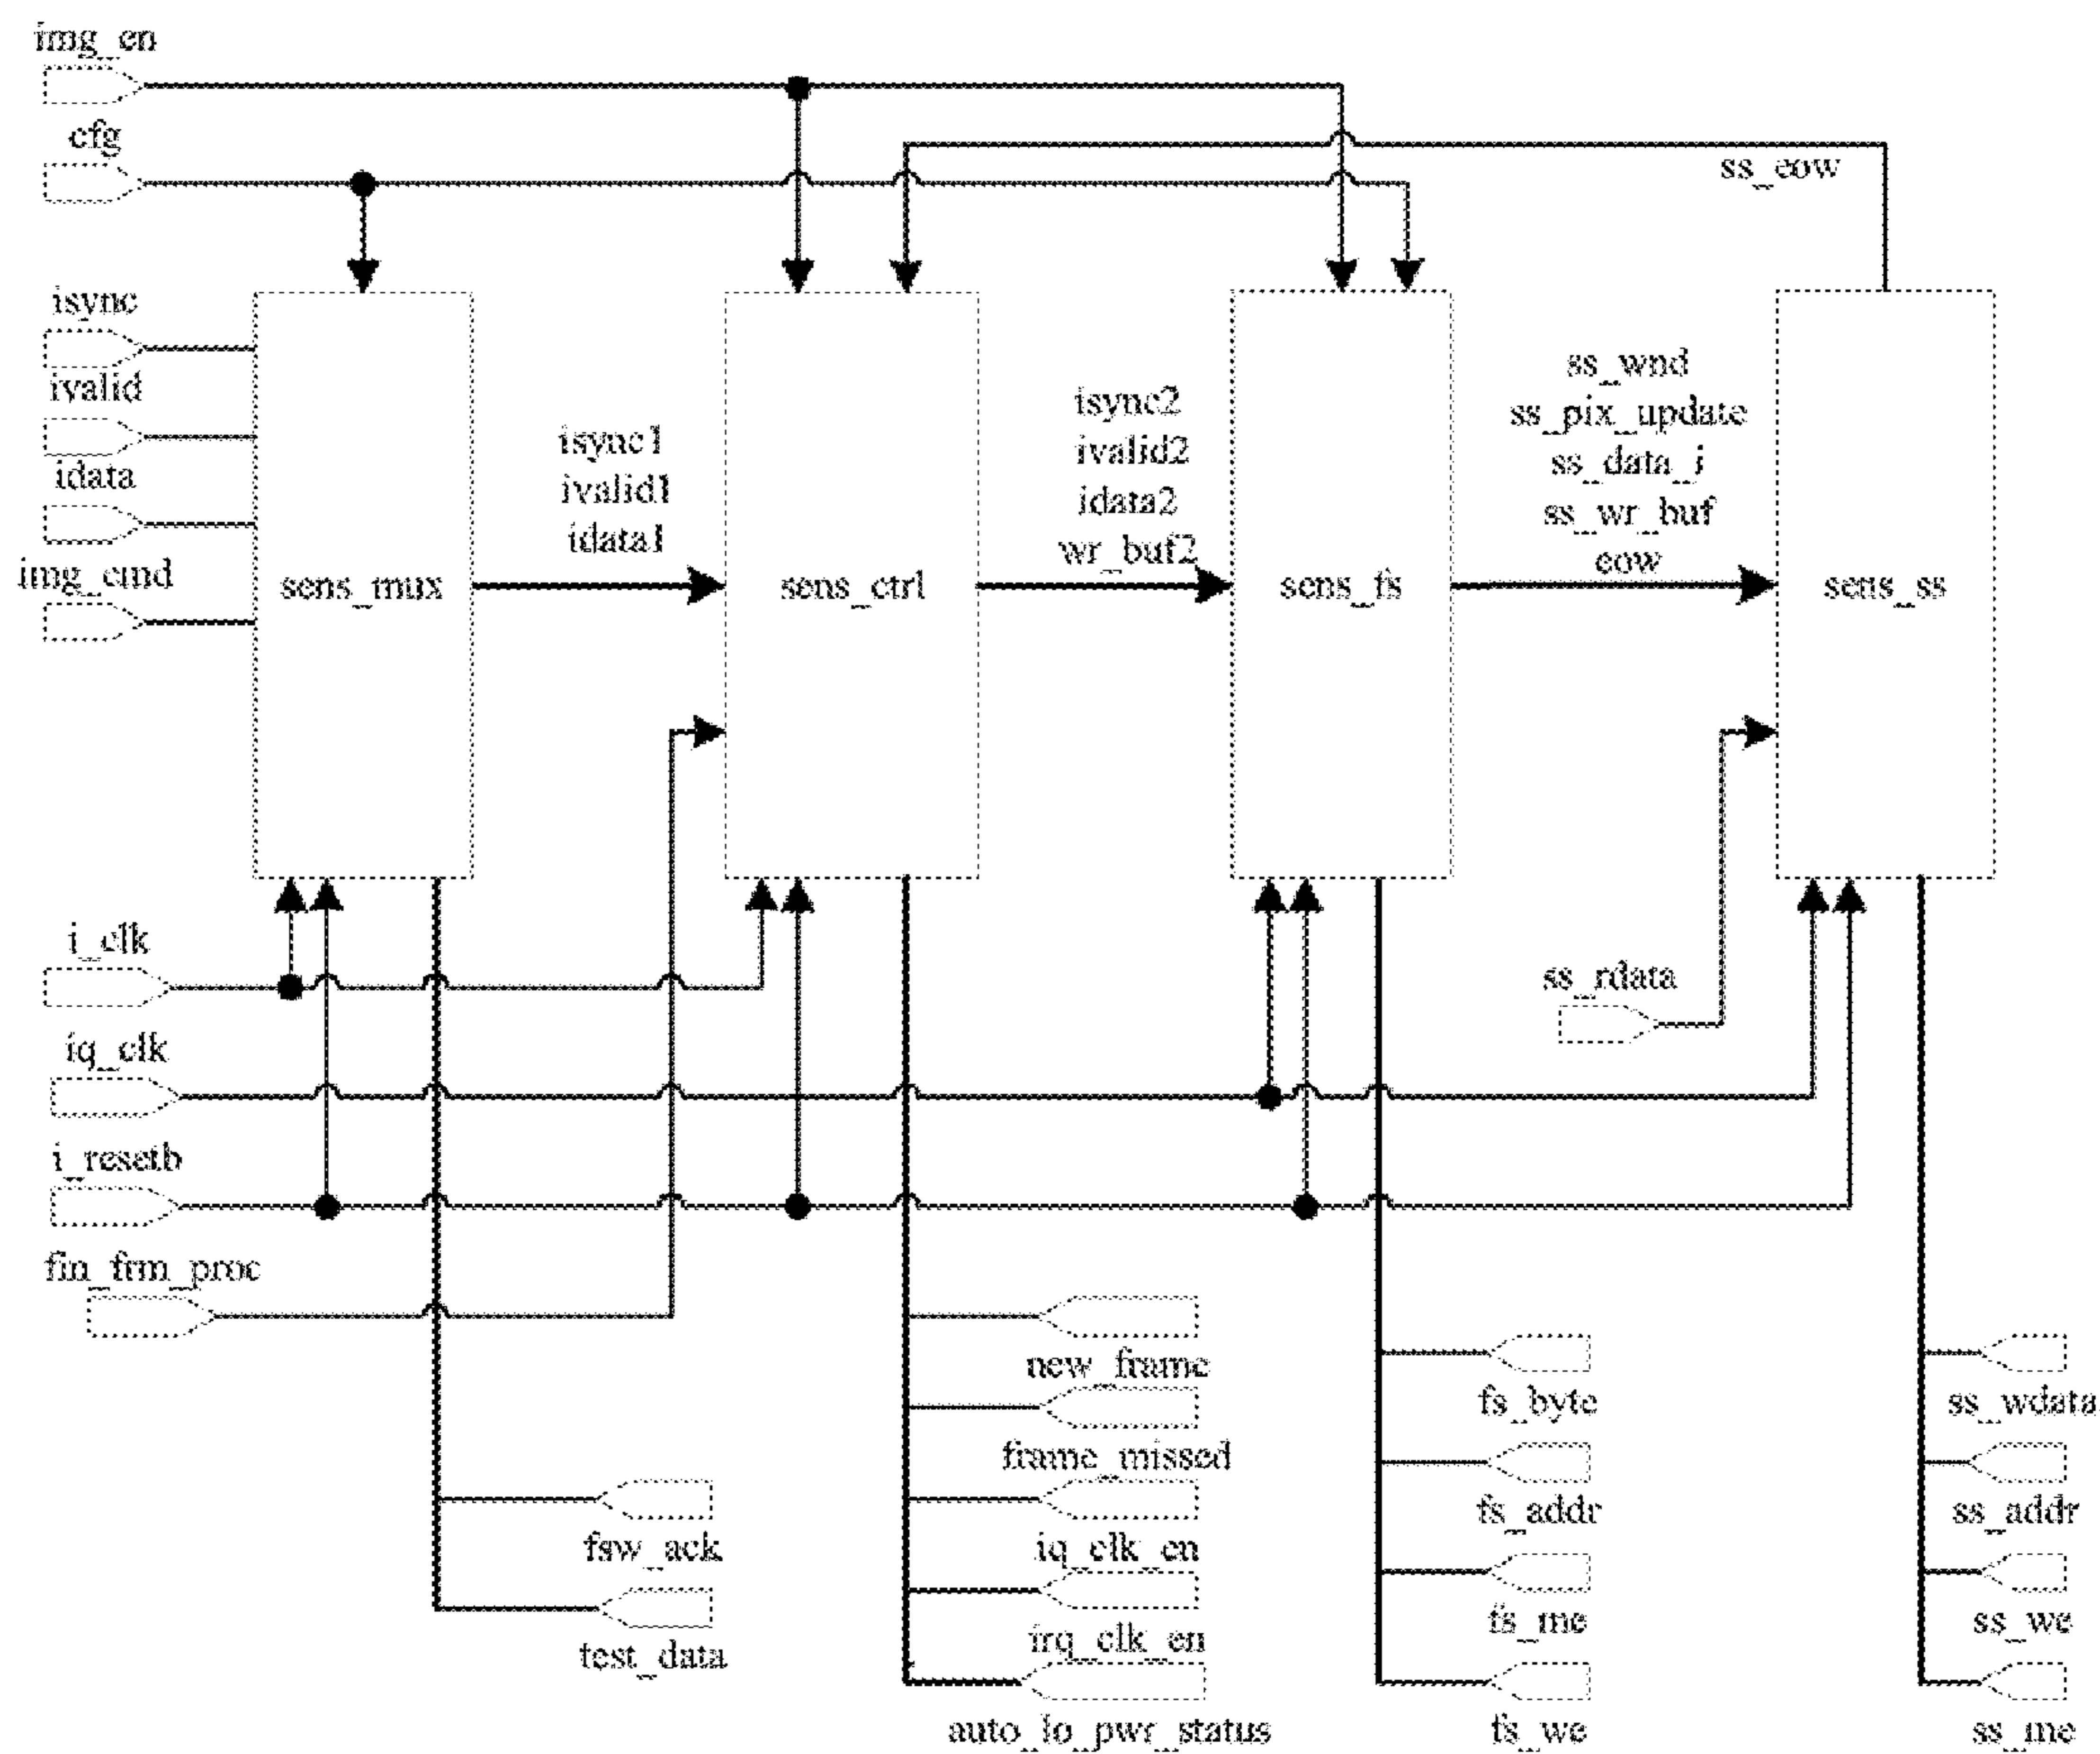 img_en
cfg
ss_eow
isync
ivalid
idata
img_cmd
sens_mux
isync1
ivalid1
idata1
sens_ctrl
isync2
ivalid2
idata2
wr_buf2
sens_fs
ss_wnd
ss_pix_update
ss_data_i
ss_wr_buf
eow
sens_ss
i_clk
iq_clk
i_resetb
fin_frm_proc
ss_rdata
fsw_ack
test_data
new_frame
frame_missed
iq_clk_en
irq_clk_en
auto_lo_pwr_status
fs_byte
fs_addr
fs_me
fs_we
ss_wdata
ss_addr
ss_we
ss_me